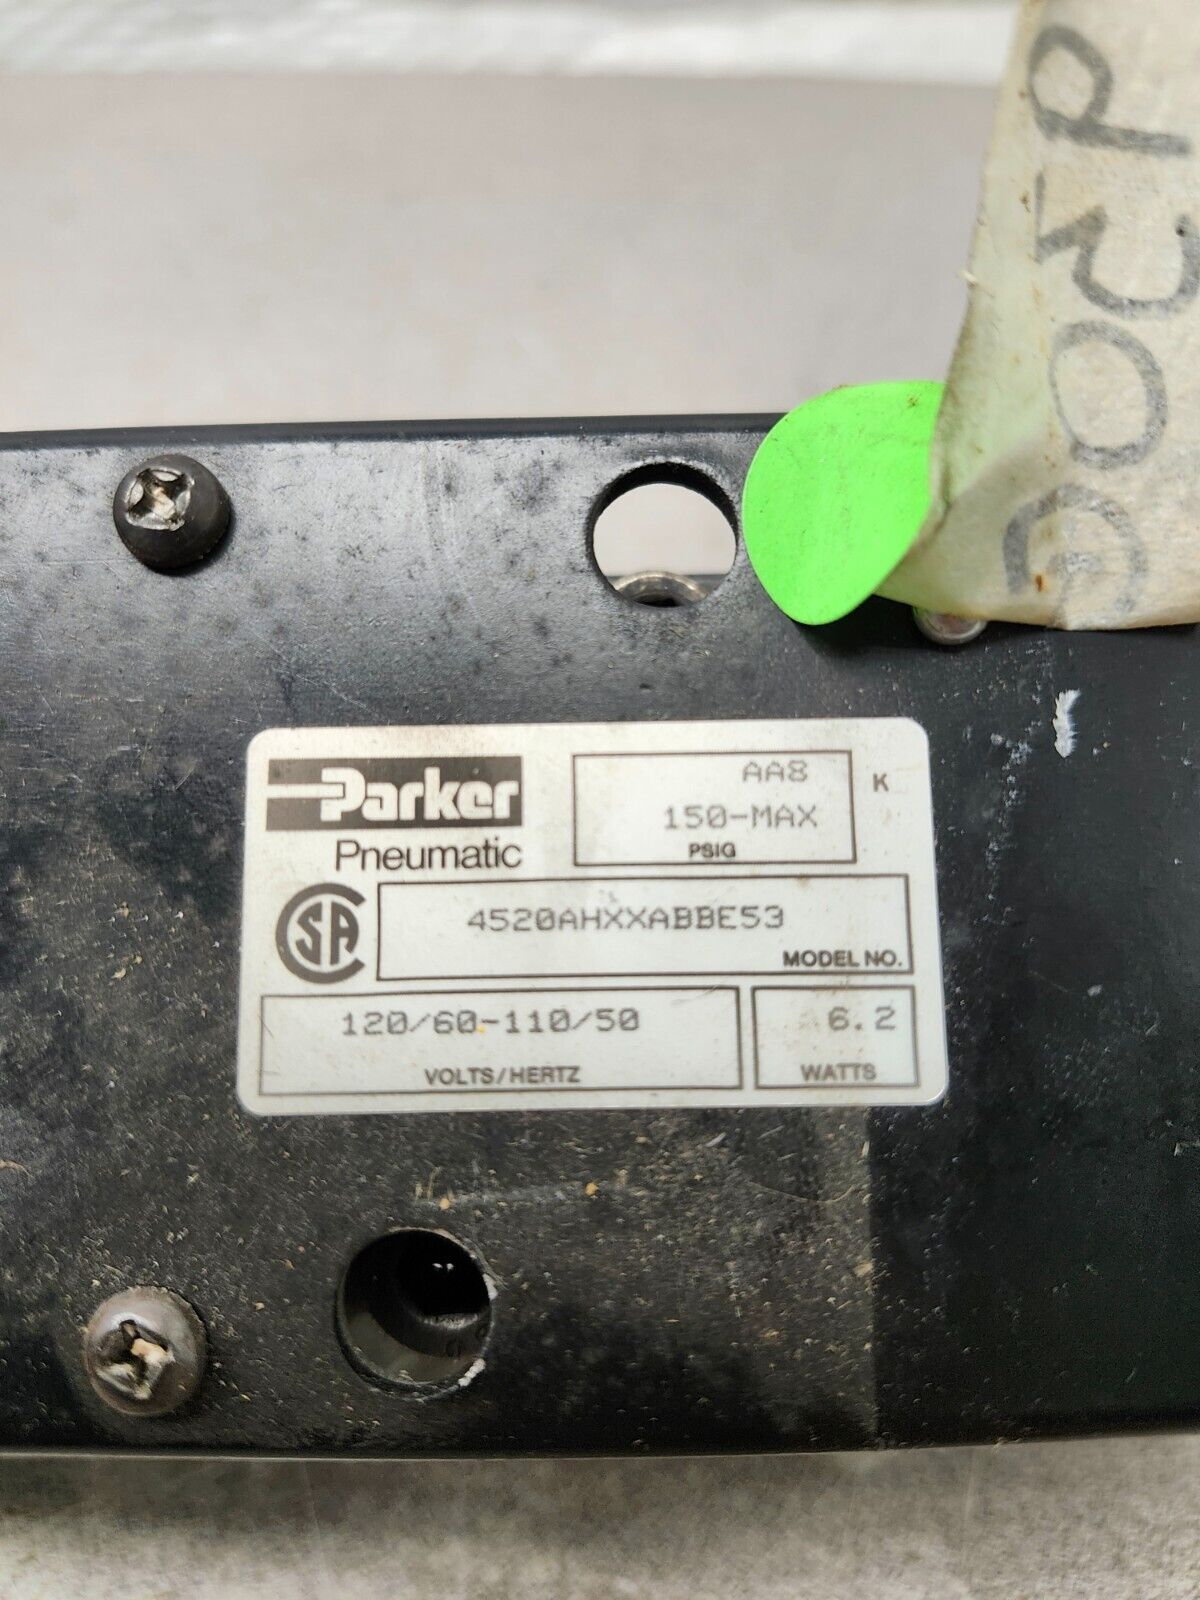 Parker
Pneumatic
AA8
150-MAX
PSIG
K
4520AHXXABBE53
MODEL NO.
120/60-110/50
VOLTS/HERTZ
6.2
WATTS